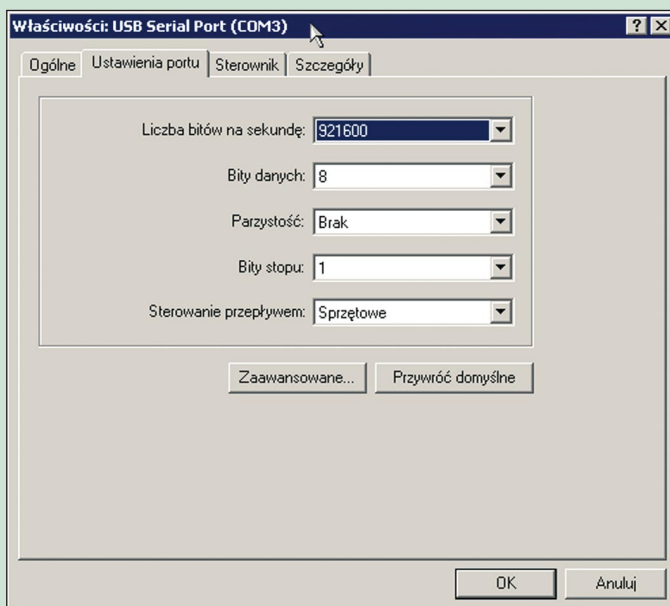 Właściwości: USB Serial Port (COM3)
Ogólne Ustawienia portu Sterownik Szczegóły
Liczba bitów na sekundę: 921600
Bity danych: 8
Parzystość: Brak
Bity stopu: 1
Sterowanie przepływem: Sprzętowe
Zaawansowane... Przywróć domyślne
OK Anuluj